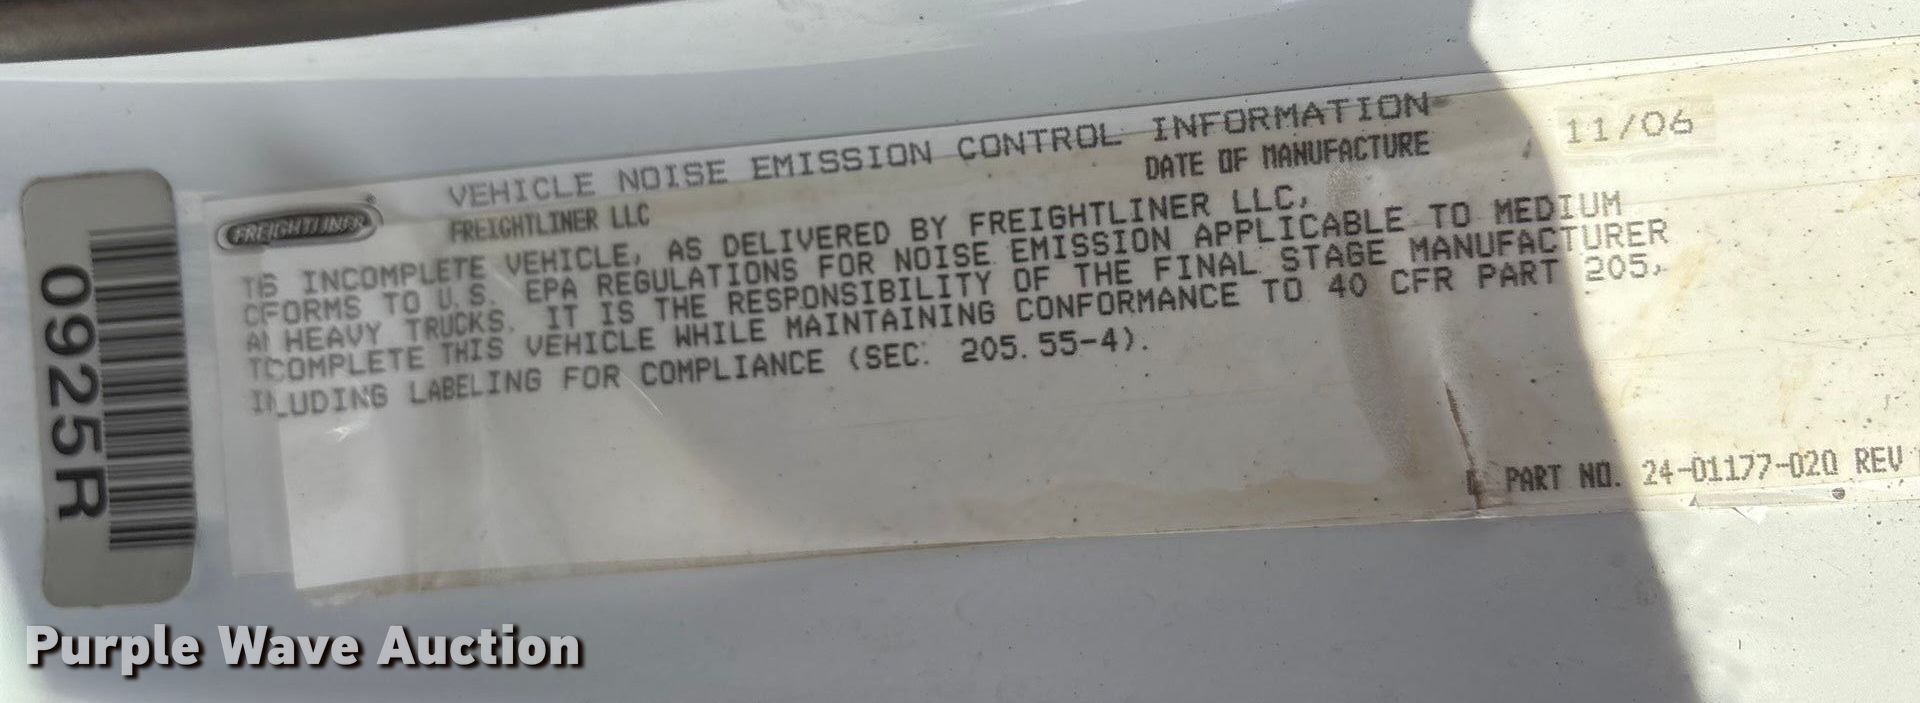 VEHICLE NOISE EMISSION CONTROL INFORMATION
11/06
DATE OF MANUFACTURE
FREIGHTLINER
FREIGHTLINER LLC
INCOMPLETE VEHICLE, AS DELIVERED BY FREIGHTLINER LLC,
CFORMS TO U.S. EPA REGULATIONS FOR NOISE EMISSION APPLICABLE TO MEDIUM
HEAVY TRUCKS. IT IS THE RESPONSIBILITY OF THE FINAL STAGE MANUFACTURER
TCOMPLETE THIS VEHICLE WHILE MAINTAINING CONFORMANCE TO 40 CFR PART 205,
LUDING LABELING FOR COMPLIANCE (SEC. 205.55-4).
PART NO. 24-01177-020 REV
0925R
Purple Wave Auction